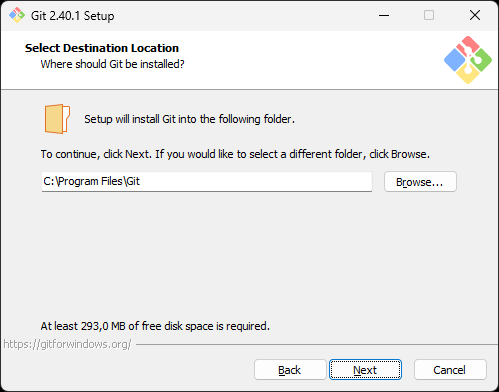 Git 2.40.1 Setup
Select Destination Location
Where should Git be installed?
Setup will install Git into the following folder.
To continue, click Next. If you would like to select a different folder, click Browse.
C:\Program Files\Git
Browse...
At least 293,0 MB of free disk space is required.
https://gitforwindows.org/
Back
Next
Cancel